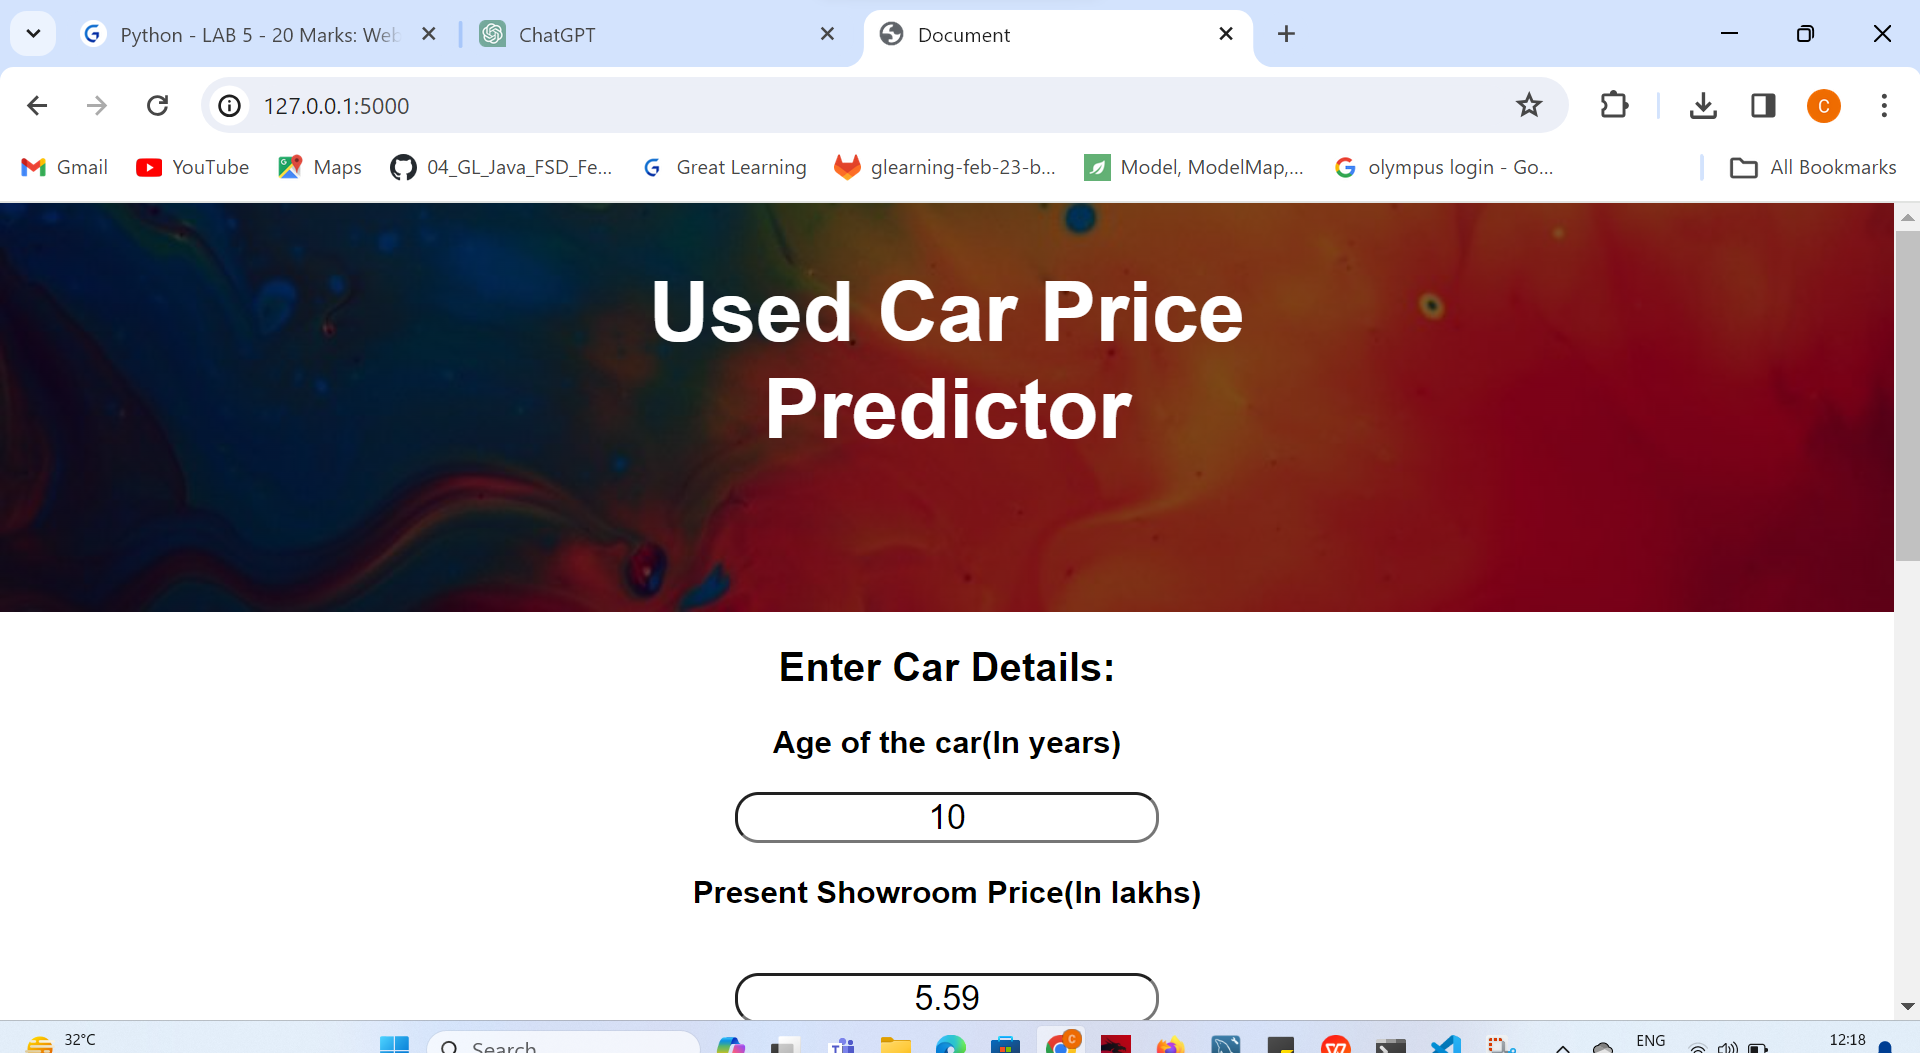 Python - LAB 5 - 20 Marks: Web
ChatGPT
Document
127.0.0.1:5000
C
Gmail
YouTube
Maps
04_GL_Java_FSD_Fe...
Great Learning
glearning-feb-23-b...
Model, ModelMap,...
olympus login - Go...
All Bookmarks
Used Car Price
Predictor
Enter Car Details:
Age of the car(In years)
10
Present Showroom Price(In lakhs)
5.59
32°C
Search
C
ENG
12:18